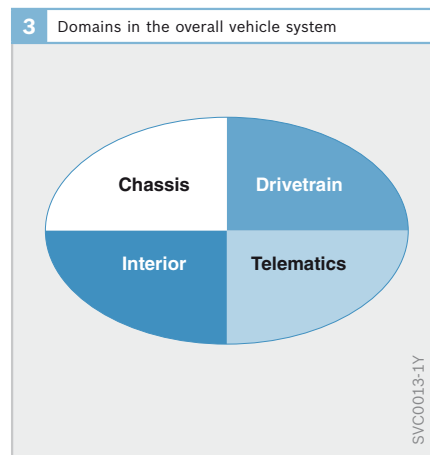 3 Domains in the overall vehicle system
Chassis Drivetrain
Interior Telematics
SVC0013-1Y